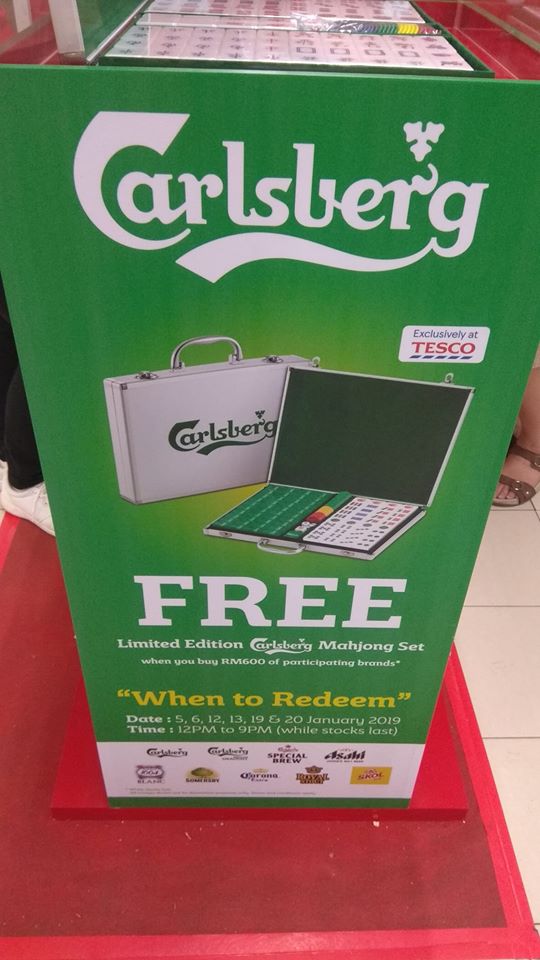 Carlsberg
Exclusively at
TESCO
Carlsberg
FREE
Limited Edition Carlsberg Mahjong Set
when you buy RM600 of participating brands*
“When to Redeem”
Date : 5, 6, 12, 13, 19 & 20 January 2019
Time : 12PM to 9PM (while stocks last)
Carlsberg
Carlsberg
SPECIAL BREW
Asahi
1664
BLANC
SOMERSBY
Corona
Extra
ROYAL STOUT
SKOL